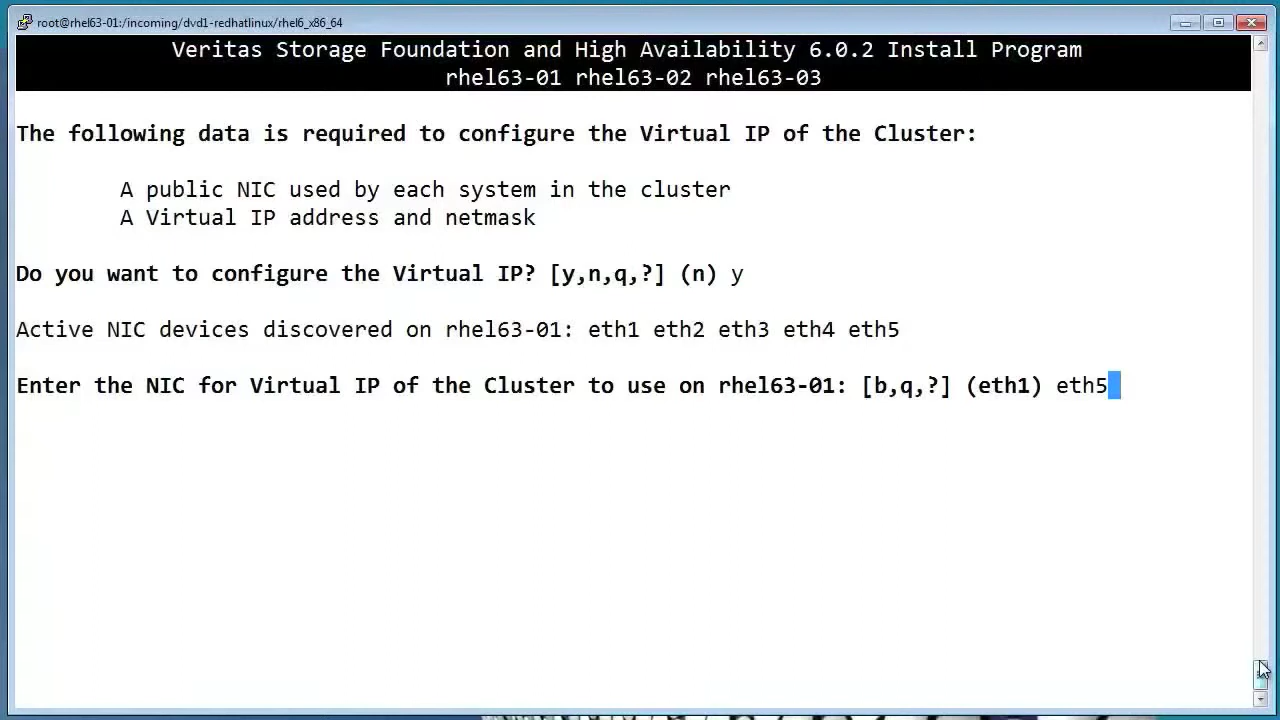 root@rhel63-01:/incoming/dvd1-redhatlinux/rhel6_x86_64
Veritas Storage Foundation and High Availability 6.0.2 Install Program
rhel63-01 rhel63-02 rhel63-03
The following data is required to configure the Virtual IP of the Cluster:
A public NIC used by each system in the cluster
A Virtual IP address and netmask
Do you want to configure the Virtual IP? [y,n,q,?] (n) y
Active NIC devices discovered on rhel63-01: eth1 eth2 eth3 eth4 eth5
Enter the NIC for Virtual IP of the Cluster to use on rhel63-01: [b,q,?] (eth1) eth5